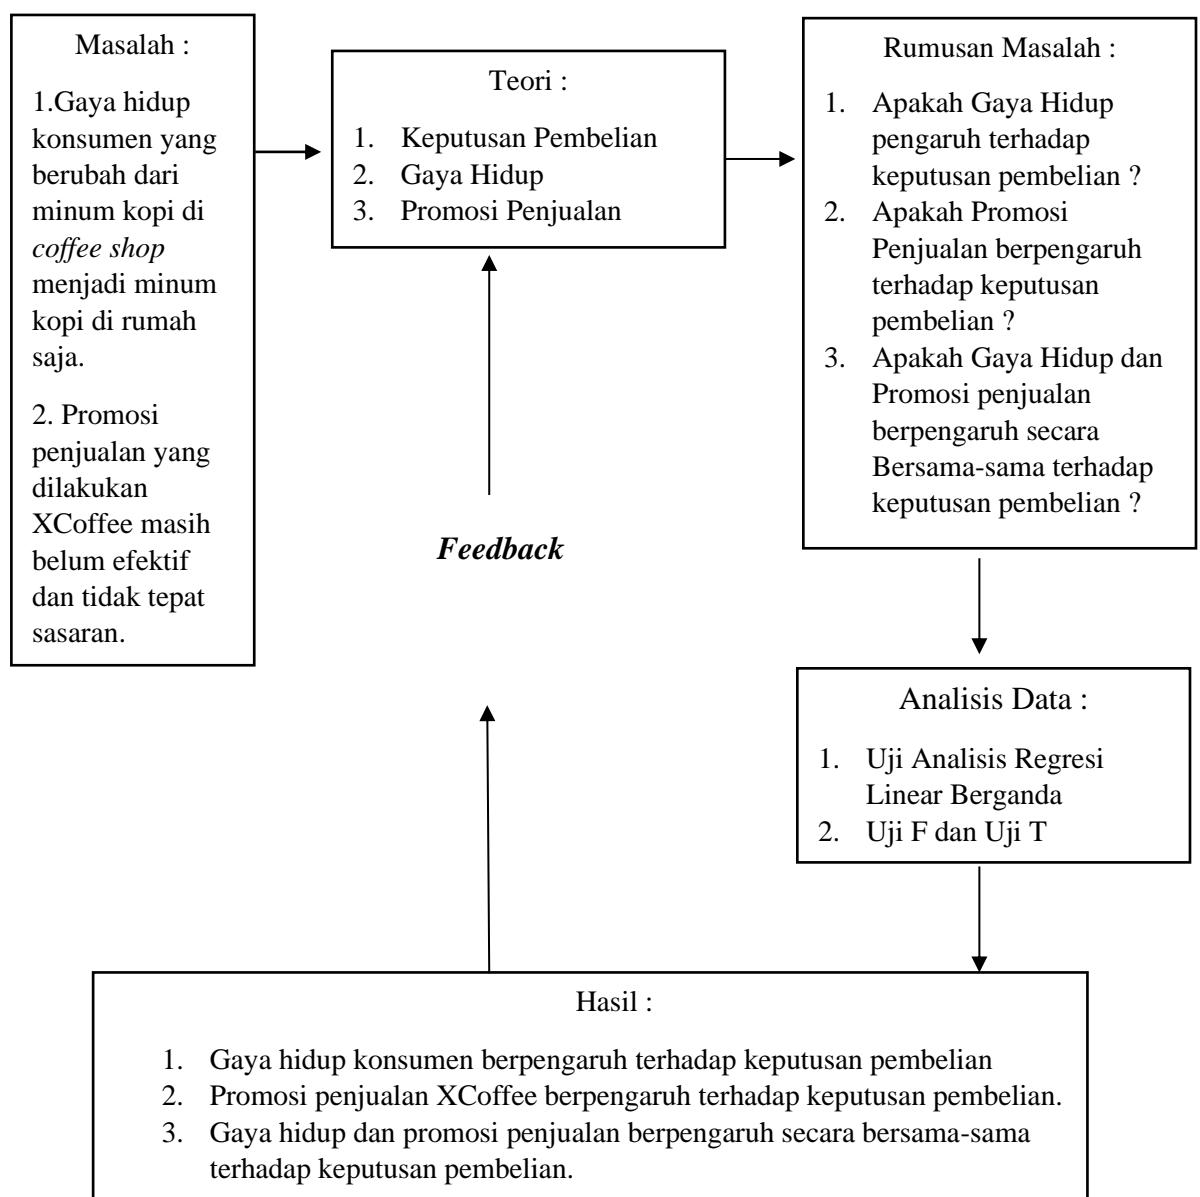 Masalah :
1.Gaya hidup
konsumen yang
berubah dari
minum kopi di
coffee shop
menjadi minum
kopi di rumah
saja.
2. Promosi
penjualan yang
dilakukan
XCoffee masih
belum efektif
dan tidak tepat
sasaran.
Teori :
1. Keputusan Pembelian
2. Gaya Hidup
3. Promosi Penjualan
Rumusan Masalah :
1. Apakah Gaya Hidup
pengaruh terhadap
keputusan pembelian ?
2. Apakah Promosi
Penjualan berpengaruh
terhadap keputusan
pembelian ?
3. Apakah Gaya Hidup dan
Promosi penjualan
berpengaruh secara
Bersama-sama terhadap
keputusan pembelian ?
Feedback
Analisis Data :
1. Uji Analisis Regresi
Linear Berganda
2. Uji F dan Uji T
Hasil :
1. Gaya hidup konsumen berpengaruh terhadap keputusan pembelian
2. Promosi penjualan XCoffee berpengaruh terhadap keputusan pembelian.
3. Gaya hidup dan promosi penjualan berpengaruh secara bersama-sama
terhadap keputusan pembelian.